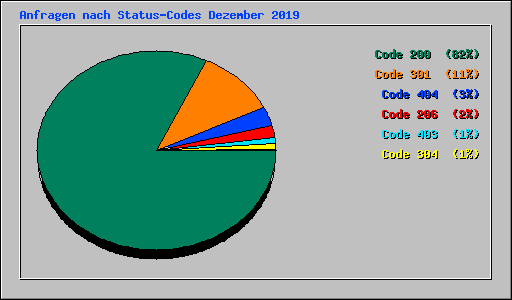 Anfragen nach Status-Codes Dezember 2019
Code 200 (82%)
Code 301 (11%)
Code 404 (3%)
Code 206 (2%)
Code 403 (1%)
Code 304 (1%)